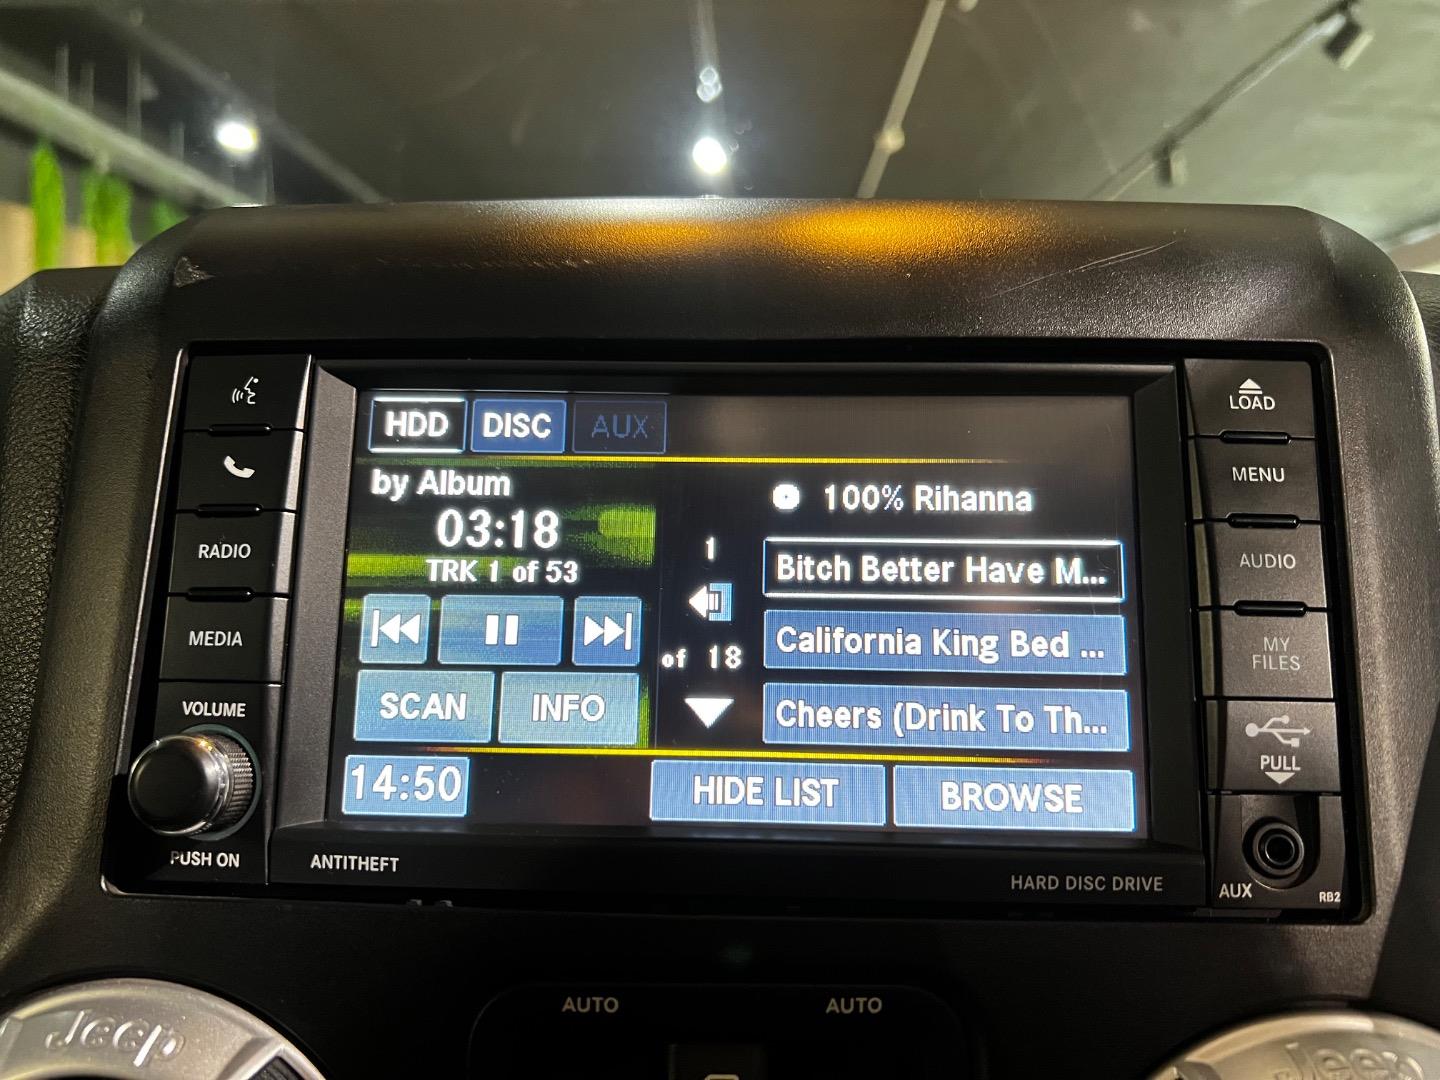 HDD DISC AUX
by Album
03:18
TRK 1 of 53
SCAN INFO
14:50
1
of 18
100% Rihanna
Bitch Better Have M...
California King Bed ...
Cheers (Drink To Th...
HIDE LIST BROWSE
RADIO
MEDIA
VOLUME
PUSH ON
ANTITHEFT
HARD DISC DRIVE
LOAD
MENU
AUDIO
MY
FILES
PULL
AUX
RB2
AUTO AUTO
Jeep
Jeep